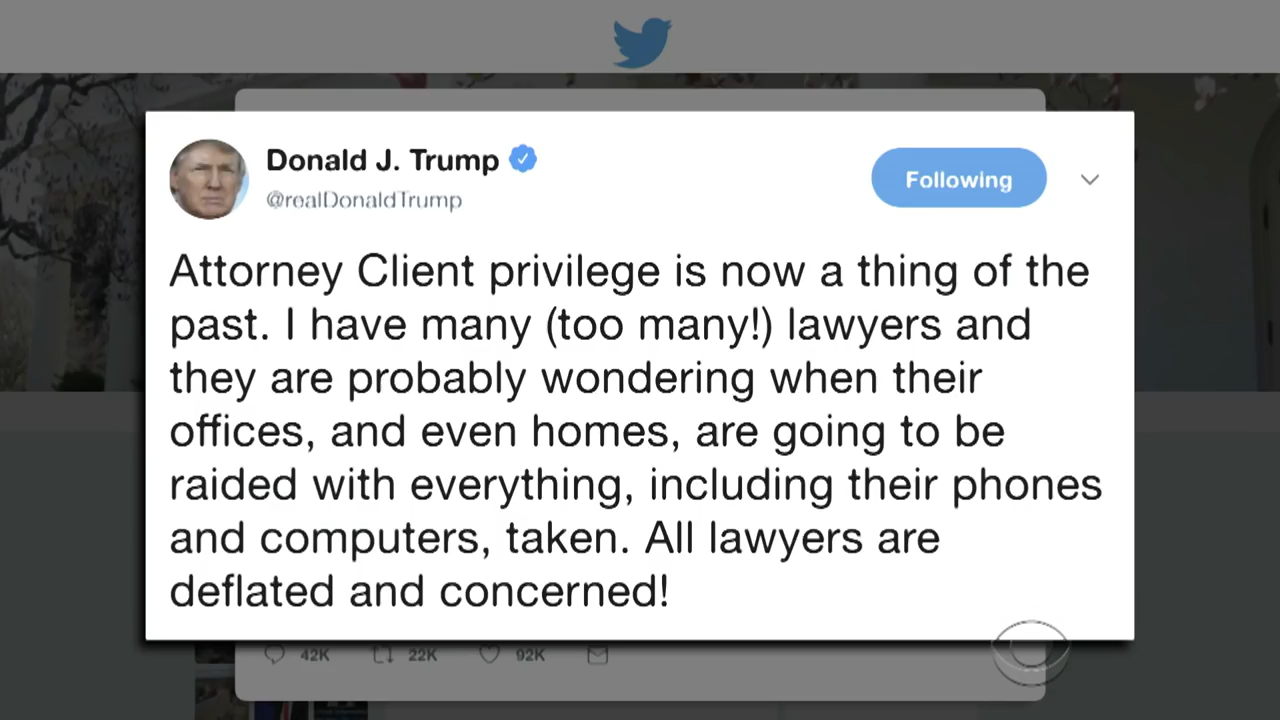 Donald J. Trump
@realDonaldTrump
Following
Attorney Client privilege is now a thing of the
past. I have many (too many!) lawyers and
they are probably wondering when their
offices, and even homes, are going to be
raided with everything, including their phones
and computers, taken. All lawyers are
deflated and concerned!
42K 22K 92K